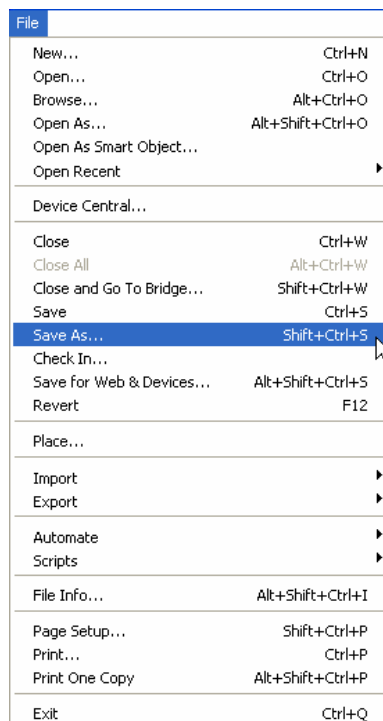 File
New... Ctrl+N
Open... Ctrl+O
Browse... Alt+Ctrl+O
Open As... Alt+Shift+Ctrl+O
Open As Smart Object...
Open Recent
Device Central...
Close Ctrl+W
Close All Alt+Ctrl+W
Close and Go To Bridge... Shift+Ctrl+W
Save Ctrl+S
Save As... Shift+Ctrl+S
Check In...
Save for Web & Devices... Alt+Shift+Ctrl+S
Revert F12
Place...
Import
Export
Automate
Scripts
File Info... Alt+Shift+Ctrl+I
Page Setup... Shift+Ctrl+P
Print... Ctrl+P
Print One Copy Alt+Shift+Ctrl+P
Exit Ctrl+Q